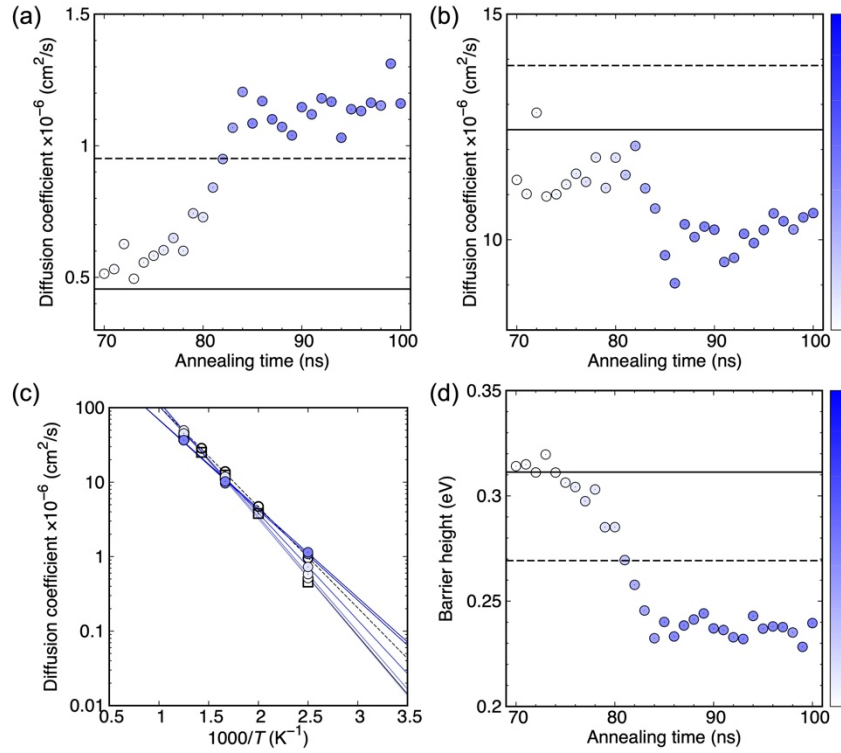 (a)
Diffusion coefficient ×10⁻⁶ (cm²/s)
1.5
1
0.5
70 80 90 100
Annealing time (ns)
(b)
Diffusion coefficient ×10⁻⁶ (cm²/s)
15
10
70 80 90 100
Annealing time (ns)
(c)
Diffusion coefficient ×10⁻⁶ (cm²/s)
100
10
1
0.1
0.01
0.5 1 1.5 2 2.5 3 3.5
1000/T (K⁻¹)
(d)
Barrier height (eV)
0.35
0.3
0.25
0.2
70 80 90 100
Annealing time (ns)